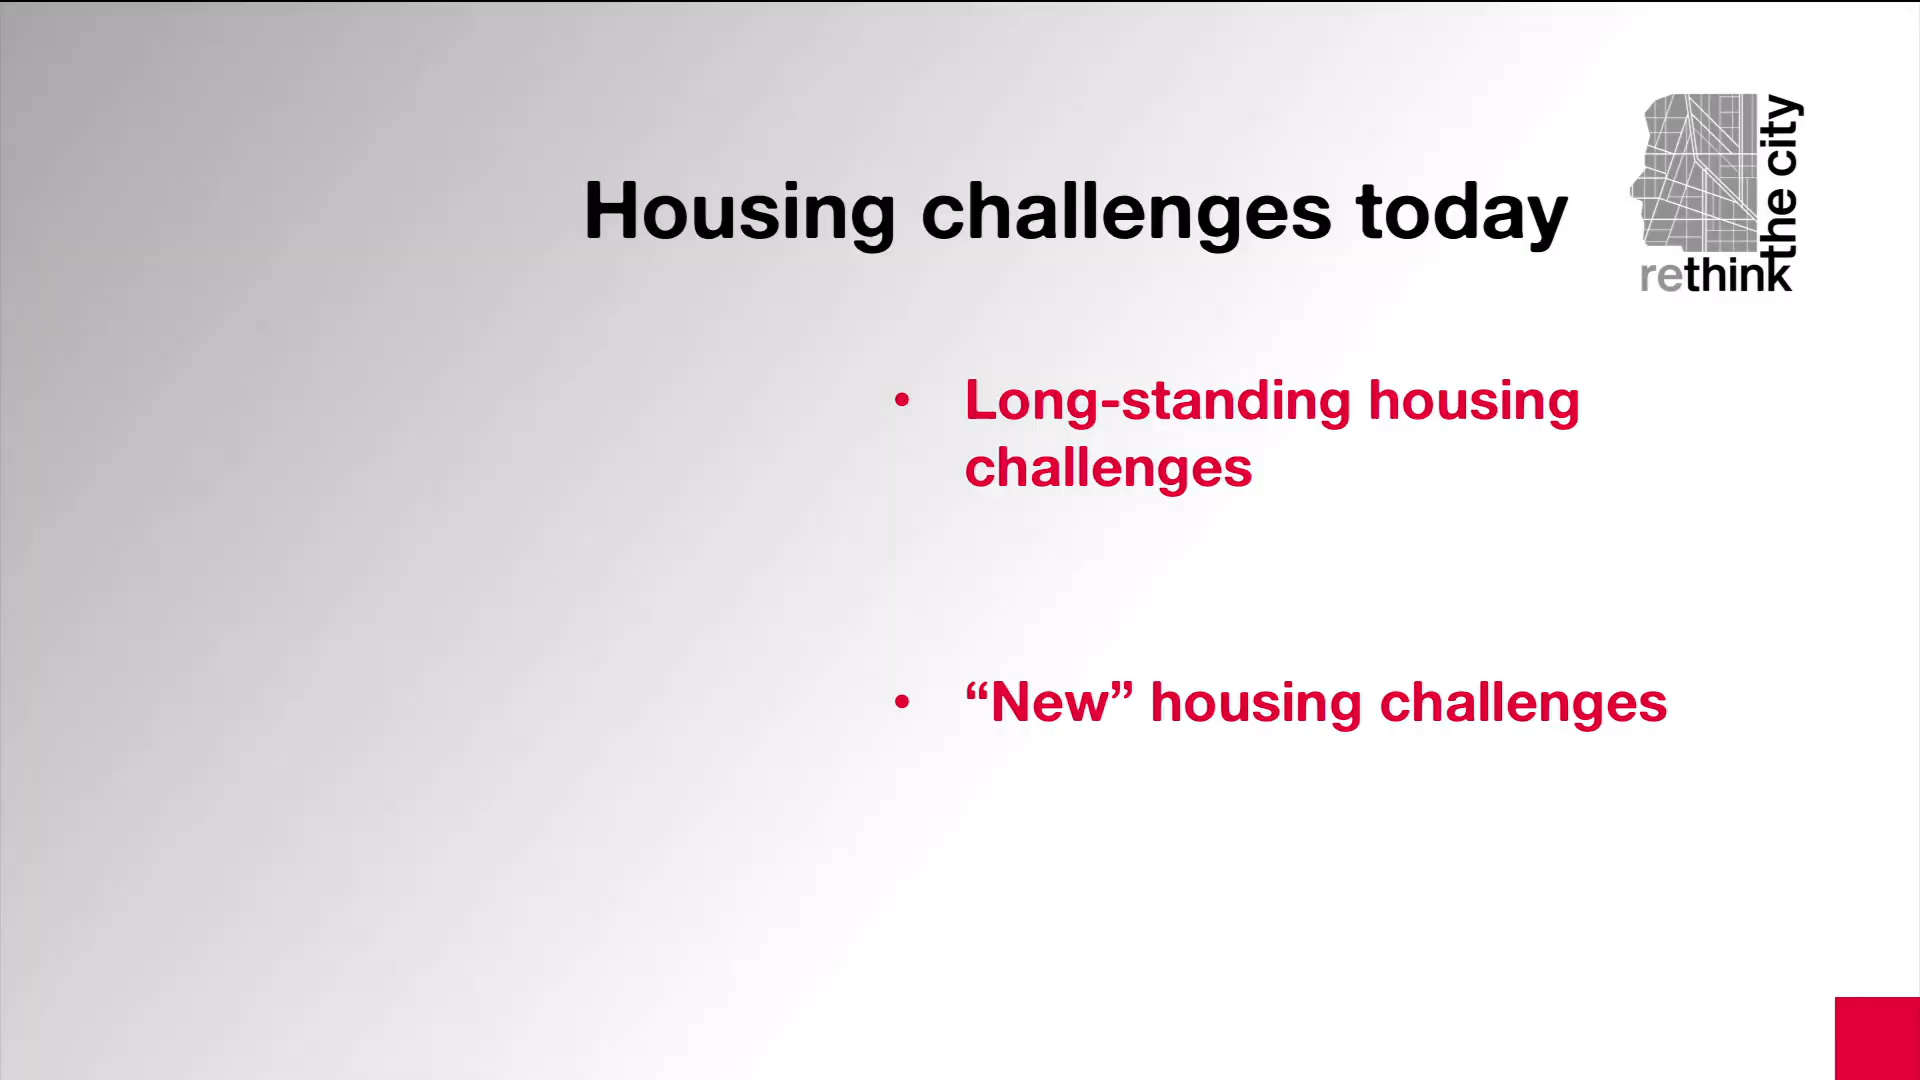 Housing challenges today
rethink
the city
• Long-standing housing
challenges
• “New” housing challenges